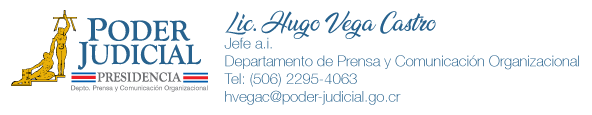 PODER
JUDICIAL
PRESIDENCIA
Depto. Prensa y Comunicación Organizacional
Lic. Hugo Vega Castro
Jefe a.i.
Departamento de Prensa y Comunicación Organizacional
Tel: (506) 2295-4063
hvegac@poder-judicial.go.cr